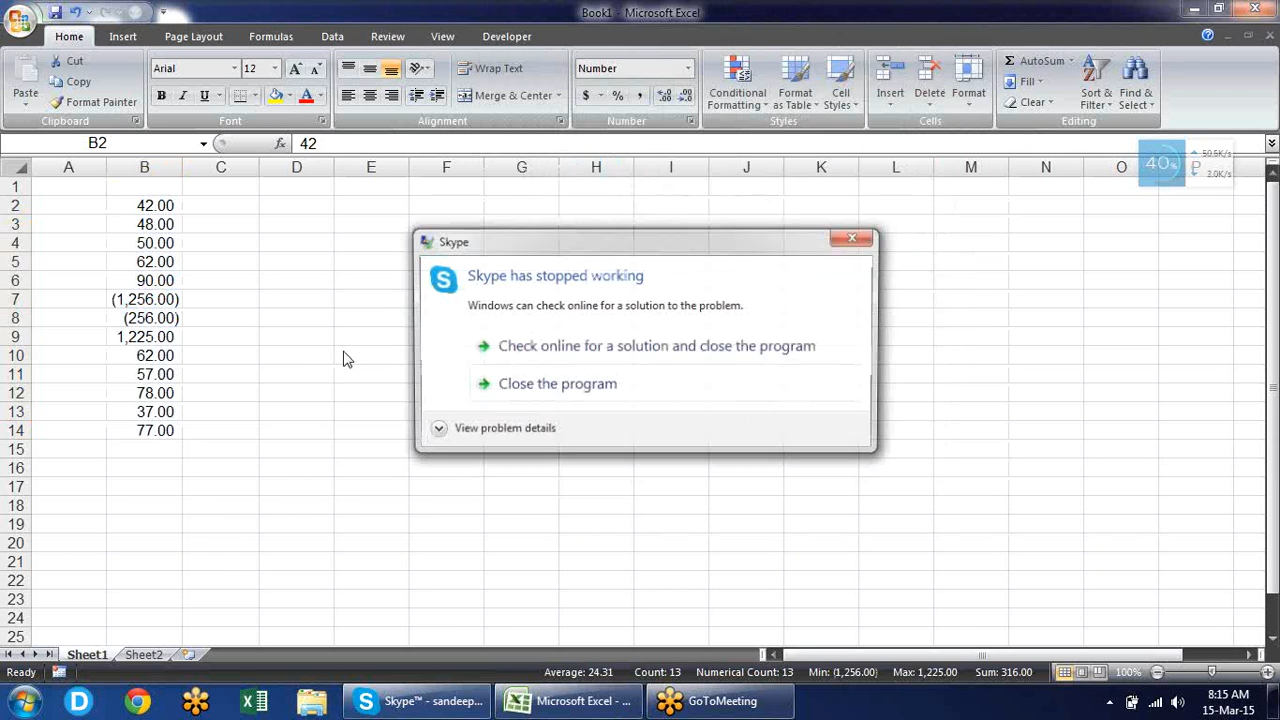 Book1 - Microsoft Excel
Home Insert Page Layout Formulas Data Review View Developer
Cut
Copy
Paste
Format Painter
Clipboard
Arial 12
B I U
Font
Wrap Text
Merge & Center
Alignment
Number
$ % ,
Number
Conditional Formatting
Format as Table
Cell Styles
Styles
Insert Delete Format
Cells
Σ AutoSum
Fill
Clear
Sort & Filter
Find & Select
Editing
B2 fx 42
A B C D E F G H I J K L M N O P
40% 50.5K/s
3.0K/s
1
2 42.00
3 48.00
4 50.00
5 62.00
6 90.00
7 (1,256.00)
8 (256.00)
9 1,225.00
10 62.00
11 57.00
12 78.00
13 37.00
14 77.00
15
16
17
18
19
20
21
22
23
24
25
Skype
Skype has stopped working
Windows can check online for a solution to the problem.
Check online for a solution and close the program
Close the program
View problem details
Sheet1 Sheet2
Ready Average: 24.31 Count: 13 Numerical Count: 13 Min: (1,256.00) Max: 1,225.00 Sum: 316.00 100%
Skype™ - sandeep... Microsoft Excel - ... GoToMeeting
8:15 AM
15-Mar-15